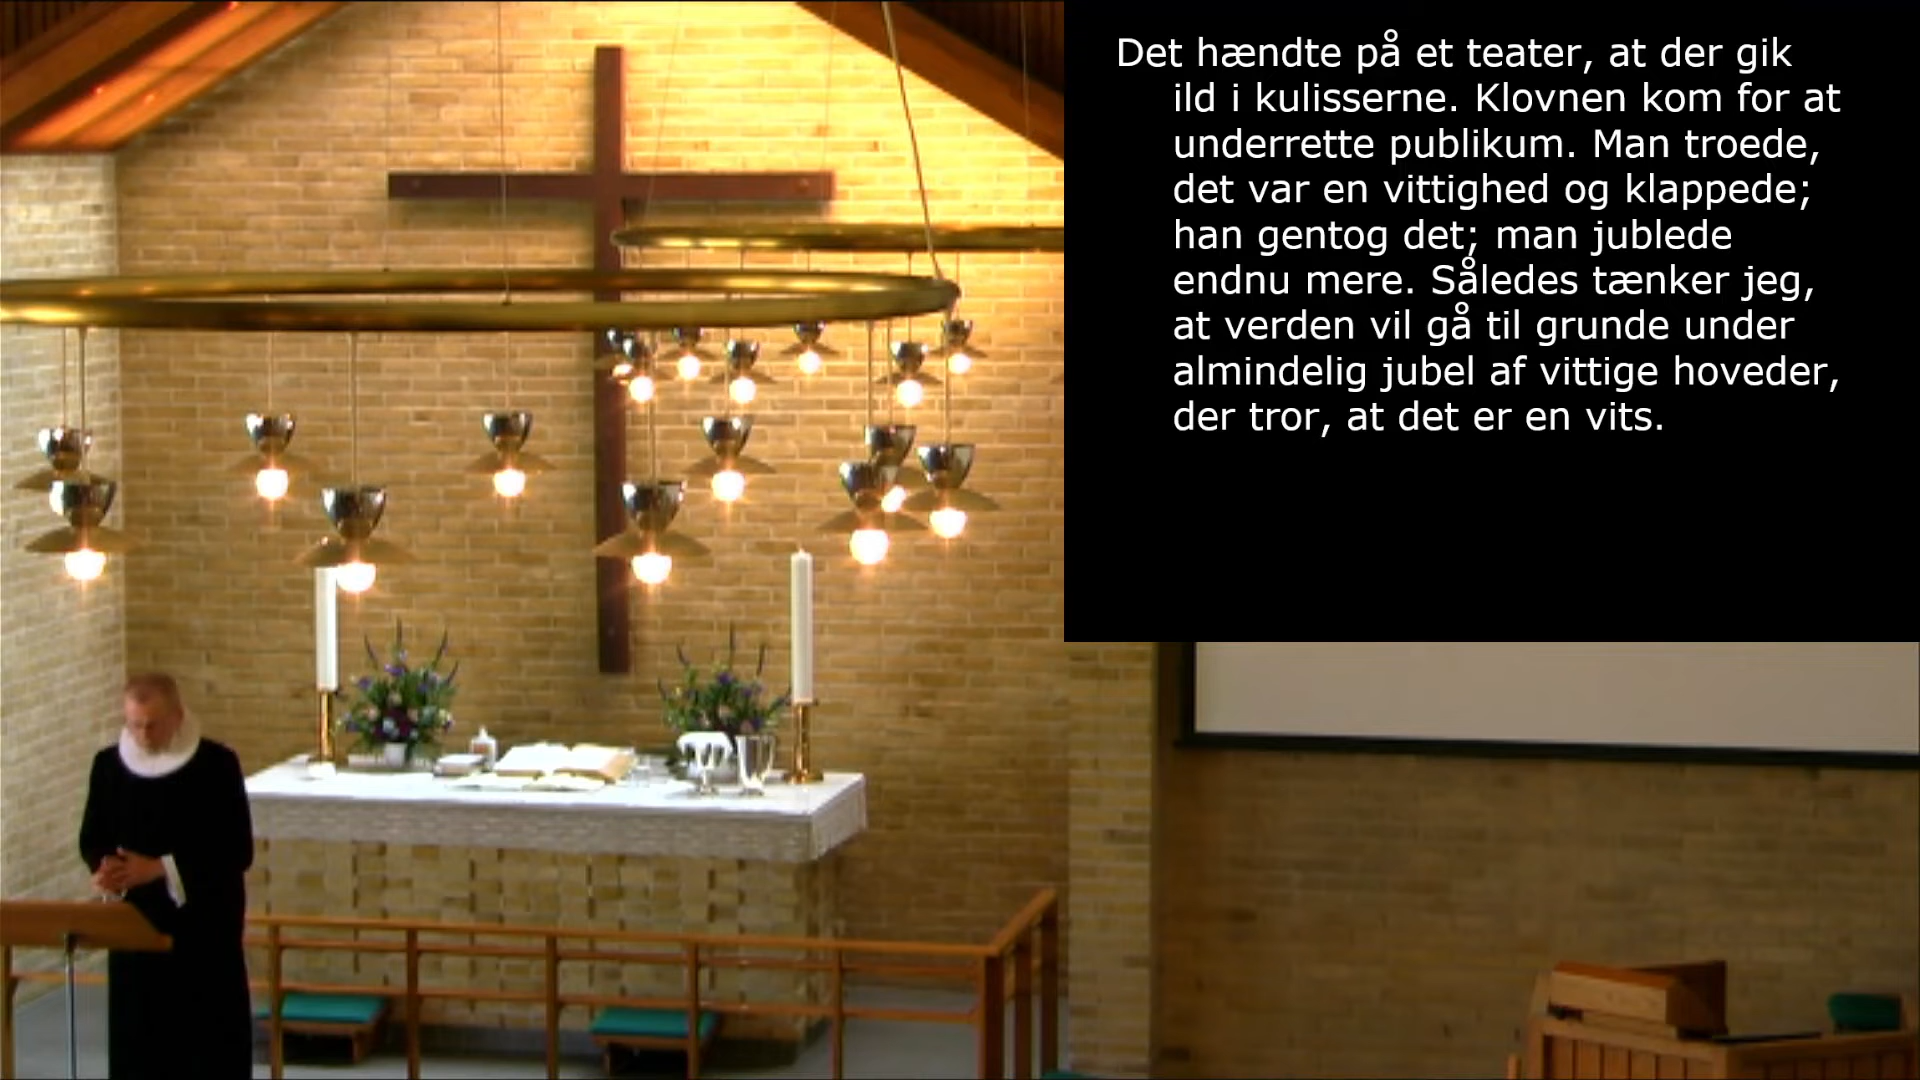 Det hændte på et teater, at der gik
ild i kulisserne. Klovnen kom for at
underrette publikum. Man troede,
det var en vittighed og klappede;
han gentog det; man jublede
endnu mere. Således tænker jeg,
at verden vil gå til grunde under
almindelig jubel af vittige hoveder,
der tror, at det er en vits.